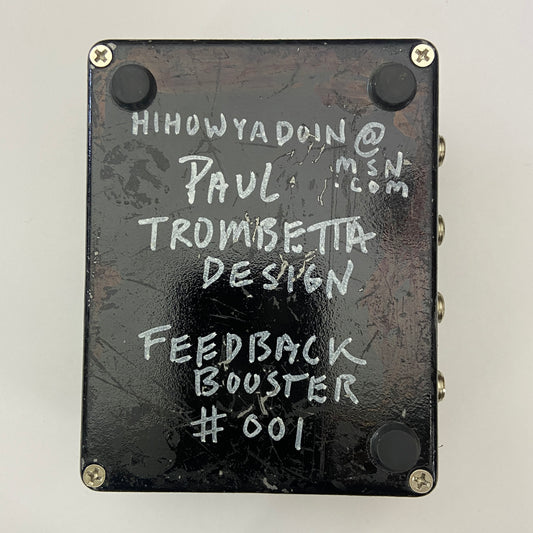 HIHOWYADOIN @
MSN
.COM
PAUL
TROMBETTA
DESIGN
FEEDBACK
BOOSTER
# 001